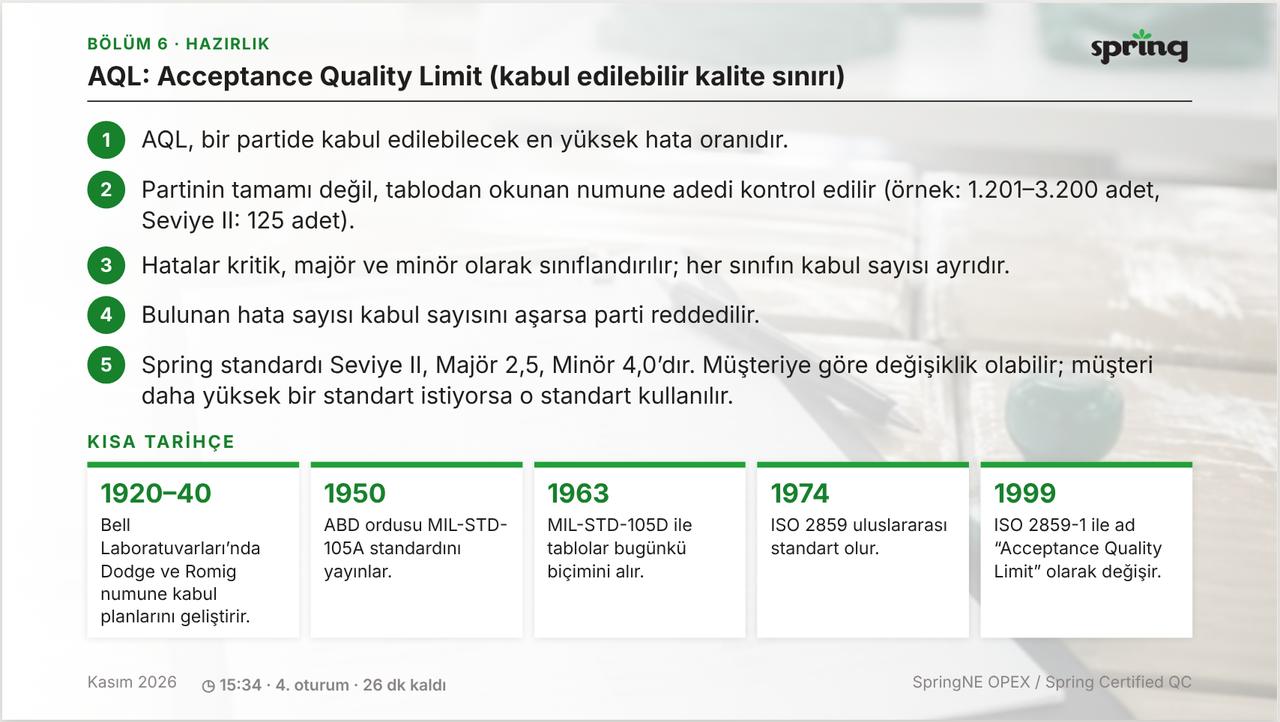 BÖLÜM 6 · HAZIRLIK
spring
AQL: Acceptance Quality Limit (kabul edilebilir kalite sınırı)
1 AQL, bir partide kabul edilebilecek en yüksek hata oranıdır.
2 Partinin tamamı değil, tablodan okunan numune adedi kontrol edilir (örnek: 1.201–3.200 adet,
Seviye II: 125 adet).
3 Hatalar kritik, majör ve minör olarak sınıflandırılır; her sınıfın kabul sayısı ayrıdır.
4 Bulunan hata sayısı kabul sayısını aşarsa parti reddedilir.
5 Spring standardı Seviye II, Majör 2,5, Minör 4,0’dır. Müşteriye göre değişiklik olabilir; müşteri
daha yüksek bir standart istiyorsa o standart kullanılır.
KISA TARİHÇE
1920–40
Bell
Laboratuvarları’nda
Dodge ve Romig
numune kabul
planlarını geliştirir.
1950
ABD ordusu MIL-STD-
105A standardını
yayınlar.
1963
MIL-STD-105D ile
tablolar bugünkü
biçimini alır.
1974
ISO 2859 uluslararası
standart olur.
1999
ISO 2859-1 ile ad
“Acceptance Quality
Limit” olarak değişir.
Kasım 2026
◷ 15:34 · 4. oturum · 26 dk kaldı
SpringNE OPEX / Spring Certified QC